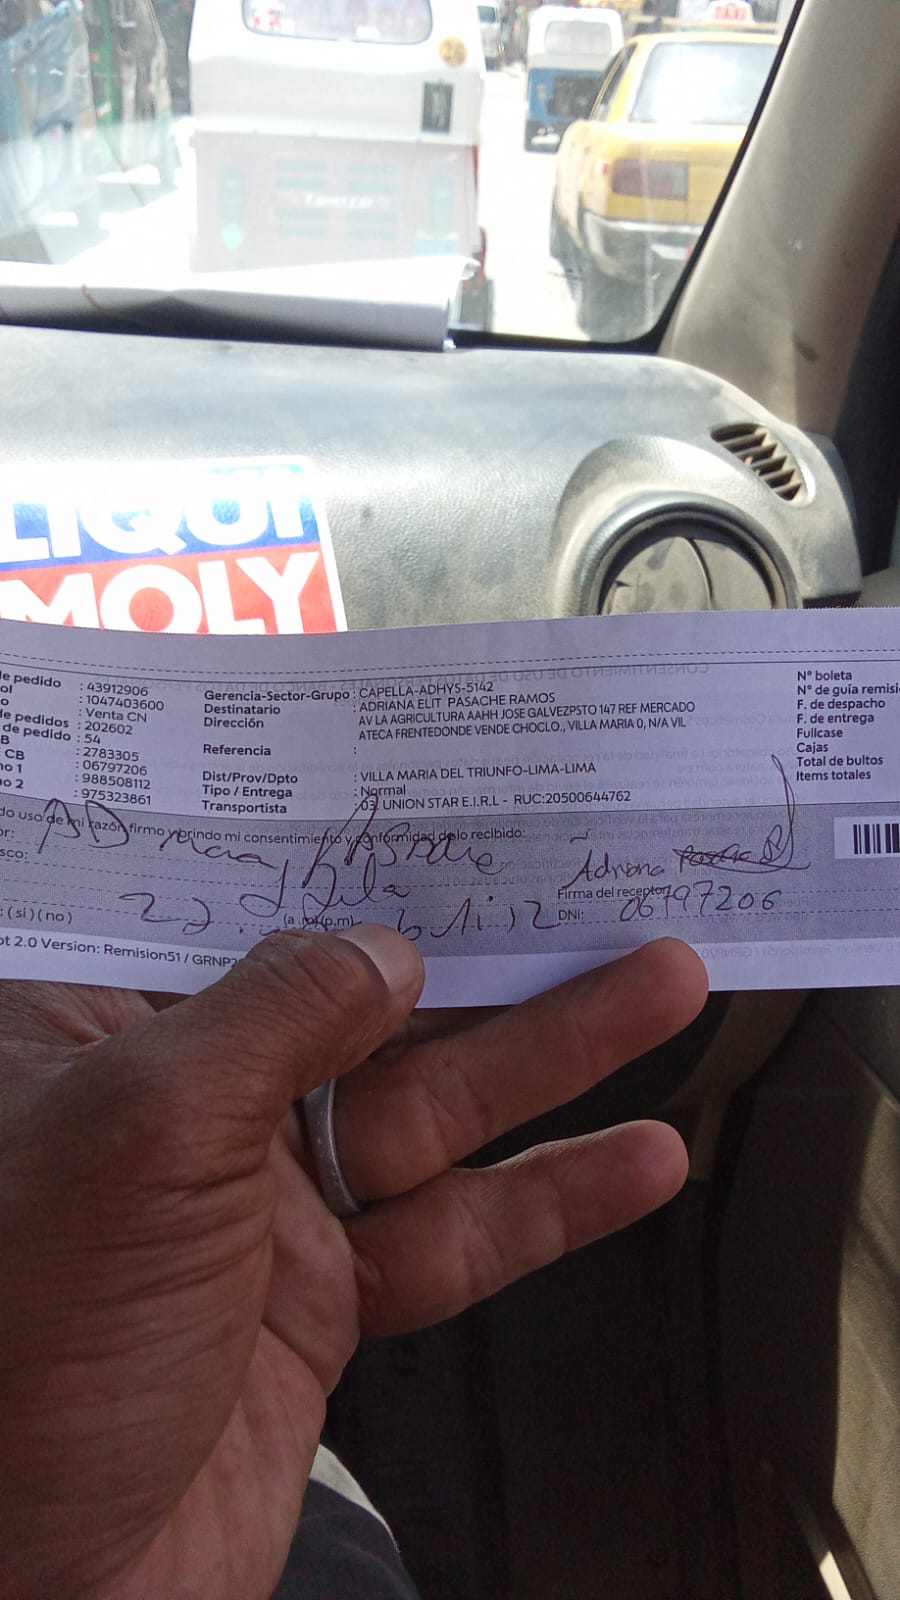 LIQUI
MOLY
e pedido : 43912906
ol : 1047403600
o : Venta CN
e pedidos : 202602
de pedido : 54
B : 2783305
CB : 06797206
no 1 : 988508112
no 2 : 975323861
Gerencia-Sector-Grupo : CAPELLA-ADHYS-5142
Destinatario : ADRIANA ELIT PASACHE RAMOS
Dirección AV LA AGRICULTURA AAHH JOSE GALVEZPSTO 147 REF MERCADO
ATECA FRENTEDONDE VENDE CHOCLO., VILLA MARIA 0, N/A VIL
Referencia :
Dist/Prov/Dpto : VILLA MARIA DEL TRIUNFO-LIMA-LIMA
Tipo / Entrega : Normal
Transportista : 03 UNION STAR E.I.R.L - RUC:20500644762
N° boleta
N° de guía remisi
F. de despacho
F. de entrega
Fullcase
Cajas
Total de bultos
Items totales
do uso de mi razón firmo y brindo mi consentimiento y conformidad de lo recibido:
or:
sco:
Adriana
Firma del receptor
: (si) (no)
(a.m)(p.m)
DNI: 06797206
pt 2.0 Version: Remision51 / GRNP2